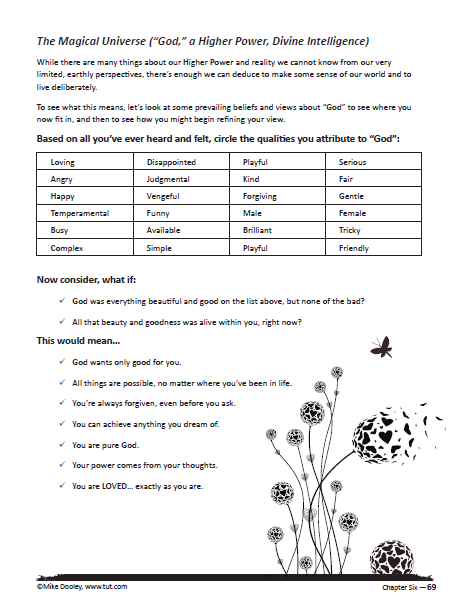 The Magical Universe (“God,” a Higher Power, Divine Intelligence)
While there are many things about our Higher Power and reality we cannot know from our very
limited, earthly perspectives, there’s enough we can deduce to make some sense of our world and to
live deliberately.
To see what this means, let’s look at some prevailing beliefs and views about “God” to see where you
now fit in, and then to see how you might begin refining your view.
Based on all you’ve ever heard and felt, circle the qualities you attribute to “God”:
Loving Disappointed Playful Serious
Angry Judgmental Kind Fair
Happy Vengeful Forgiving Gentle
Temperamental Funny Male Female
Busy Available Brilliant Tricky
Complex Simple Playful Friendly
Now consider, what if:
✓ God was everything beautiful and good on the list above, but none of the bad?
✓ All that beauty and goodness was alive within you, right now?
This would mean…
✓ God wants only good for you.
✓ All things are possible, no matter where you’ve been in life.
✓ You’re always forgiven, even before you ask.
✓ You can achieve anything you dream of.
✓ You are pure God.
✓ Your power comes from your thoughts.
✓ You are LOVED… exactly as you are.
©Mike Dooley, www.tut.com Chapter Six — 69